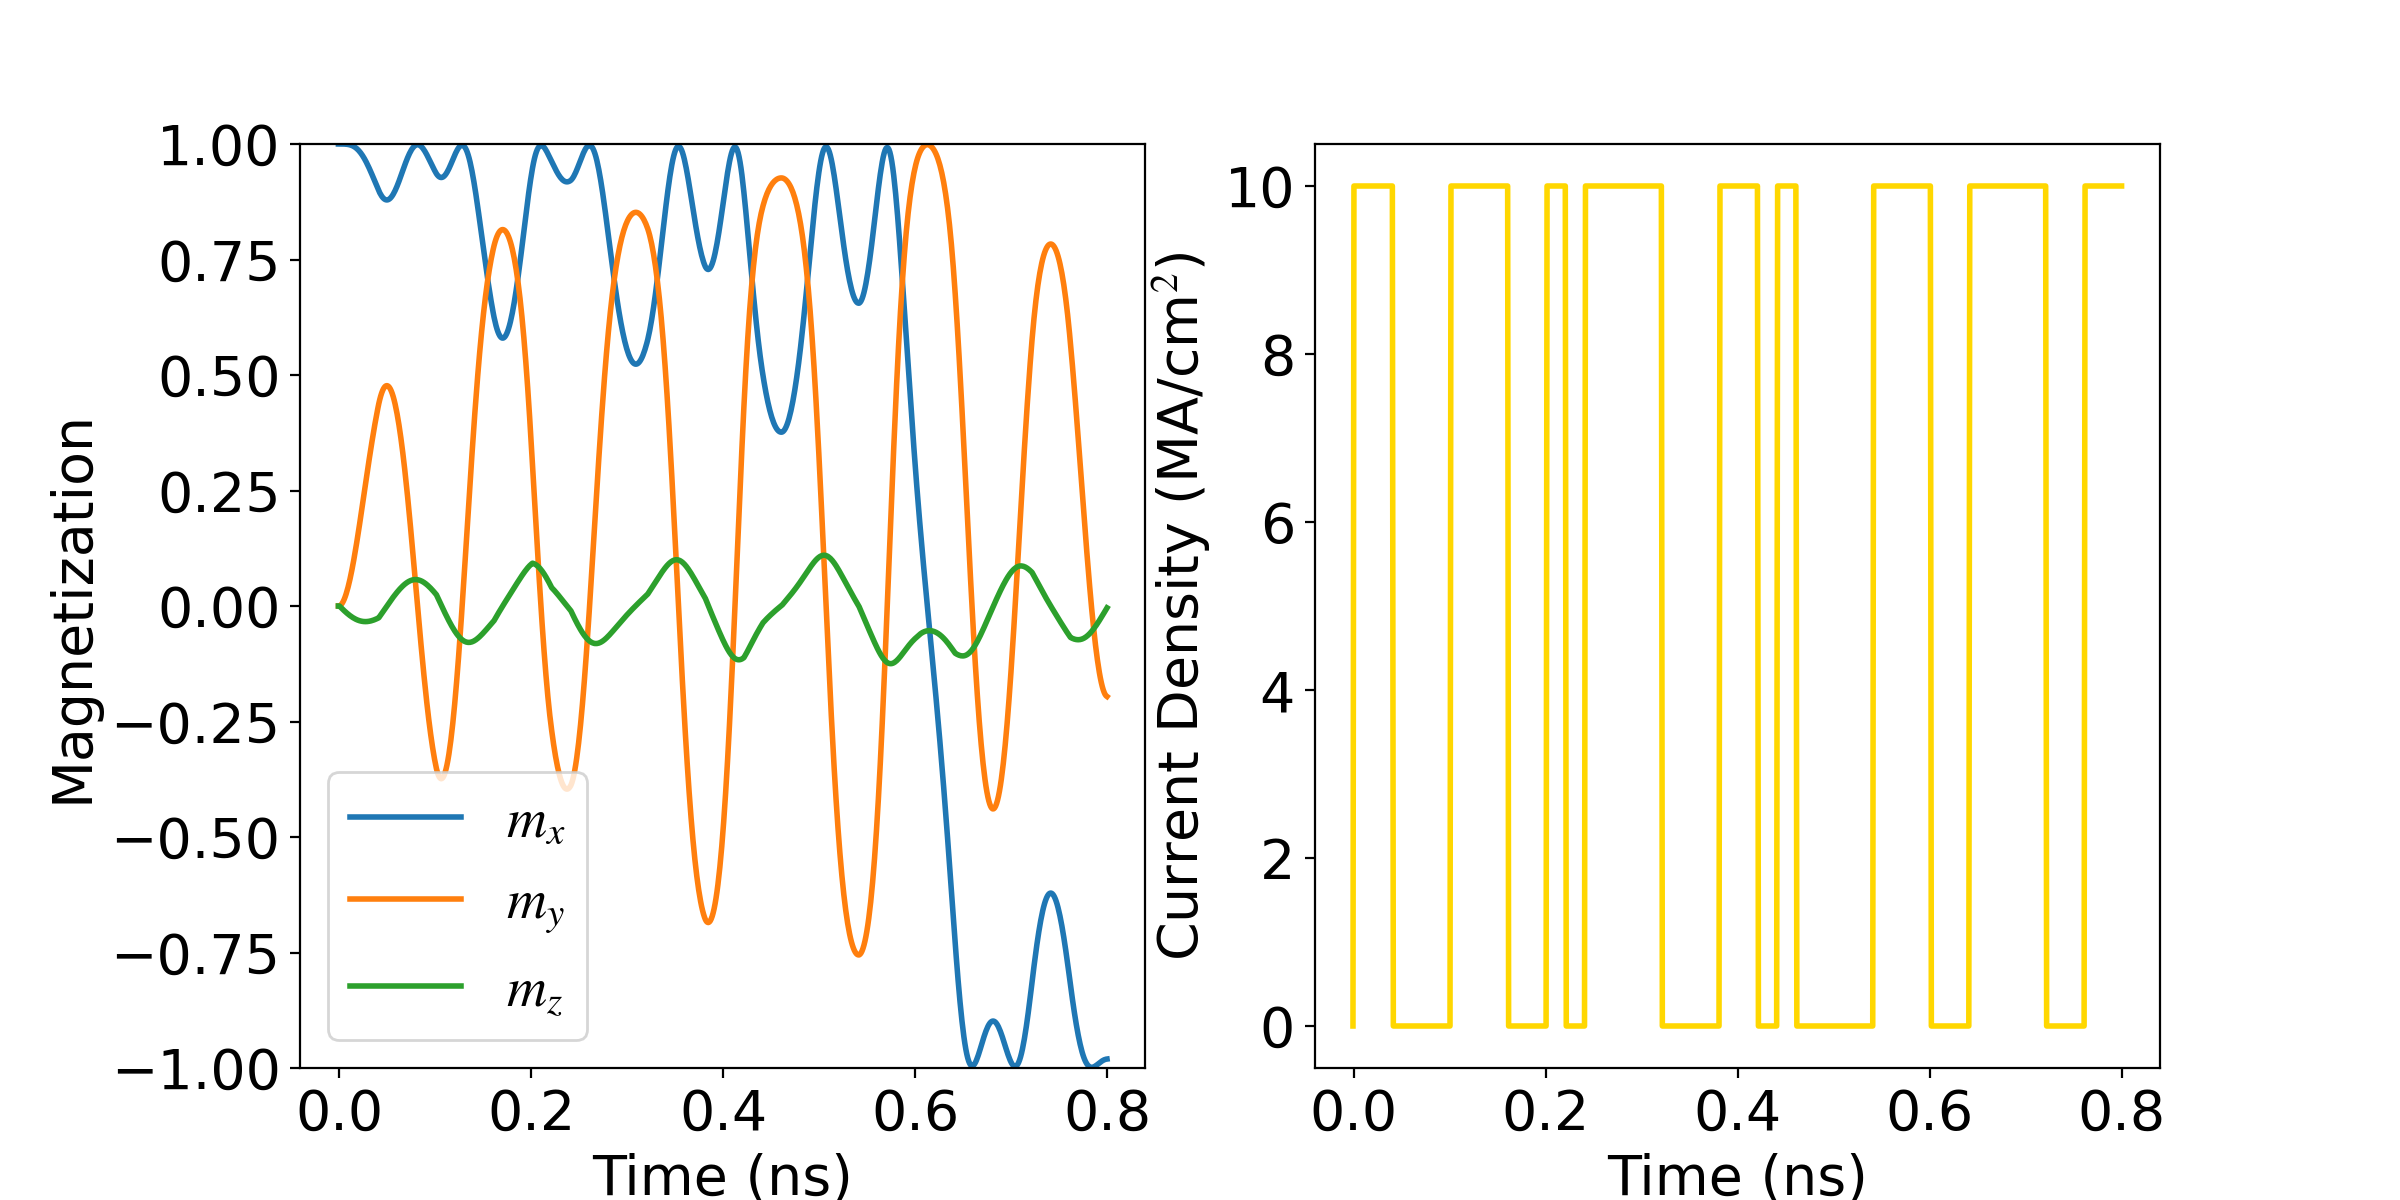 1.00
0.75
0.50
0.25
0.00
−0.25
−0.50
−0.75
−1.00
Magnetization
m_x
m_y
m_z
0.0 0.2 0.4 0.6 0.8
Time (ns)
10
8
6
4
2
0
Current Density (MA/cm²)
0.0 0.2 0.4 0.6 0.8
Time (ns)